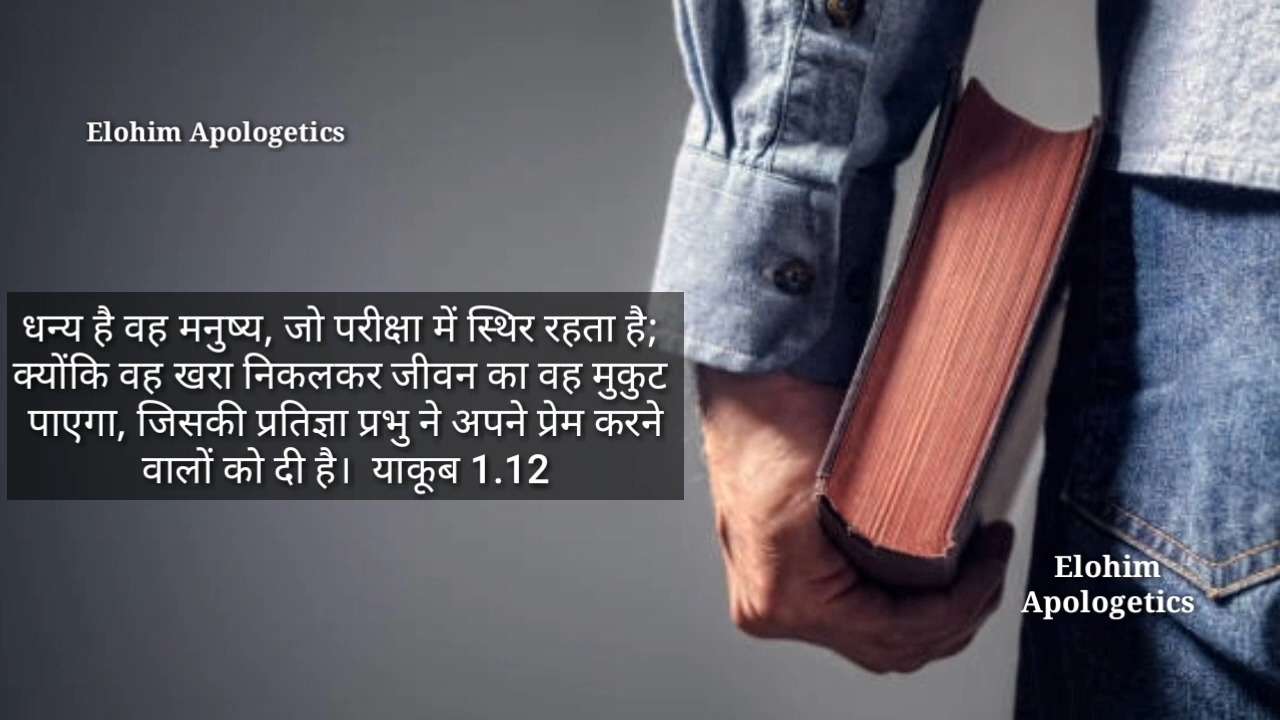 Elohim Apologetics
धन्य है वह मनुष्य, जो परीक्षा में स्थिर रहता है;
क्योंकि वह खरा निकलकर जीवन का वह मुकुट
पाएगा, जिसकी प्रतिज्ञा प्रभु ने अपने प्रेम करने
वालों को दी है। याकूब 1.12
Elohim
Apologetics